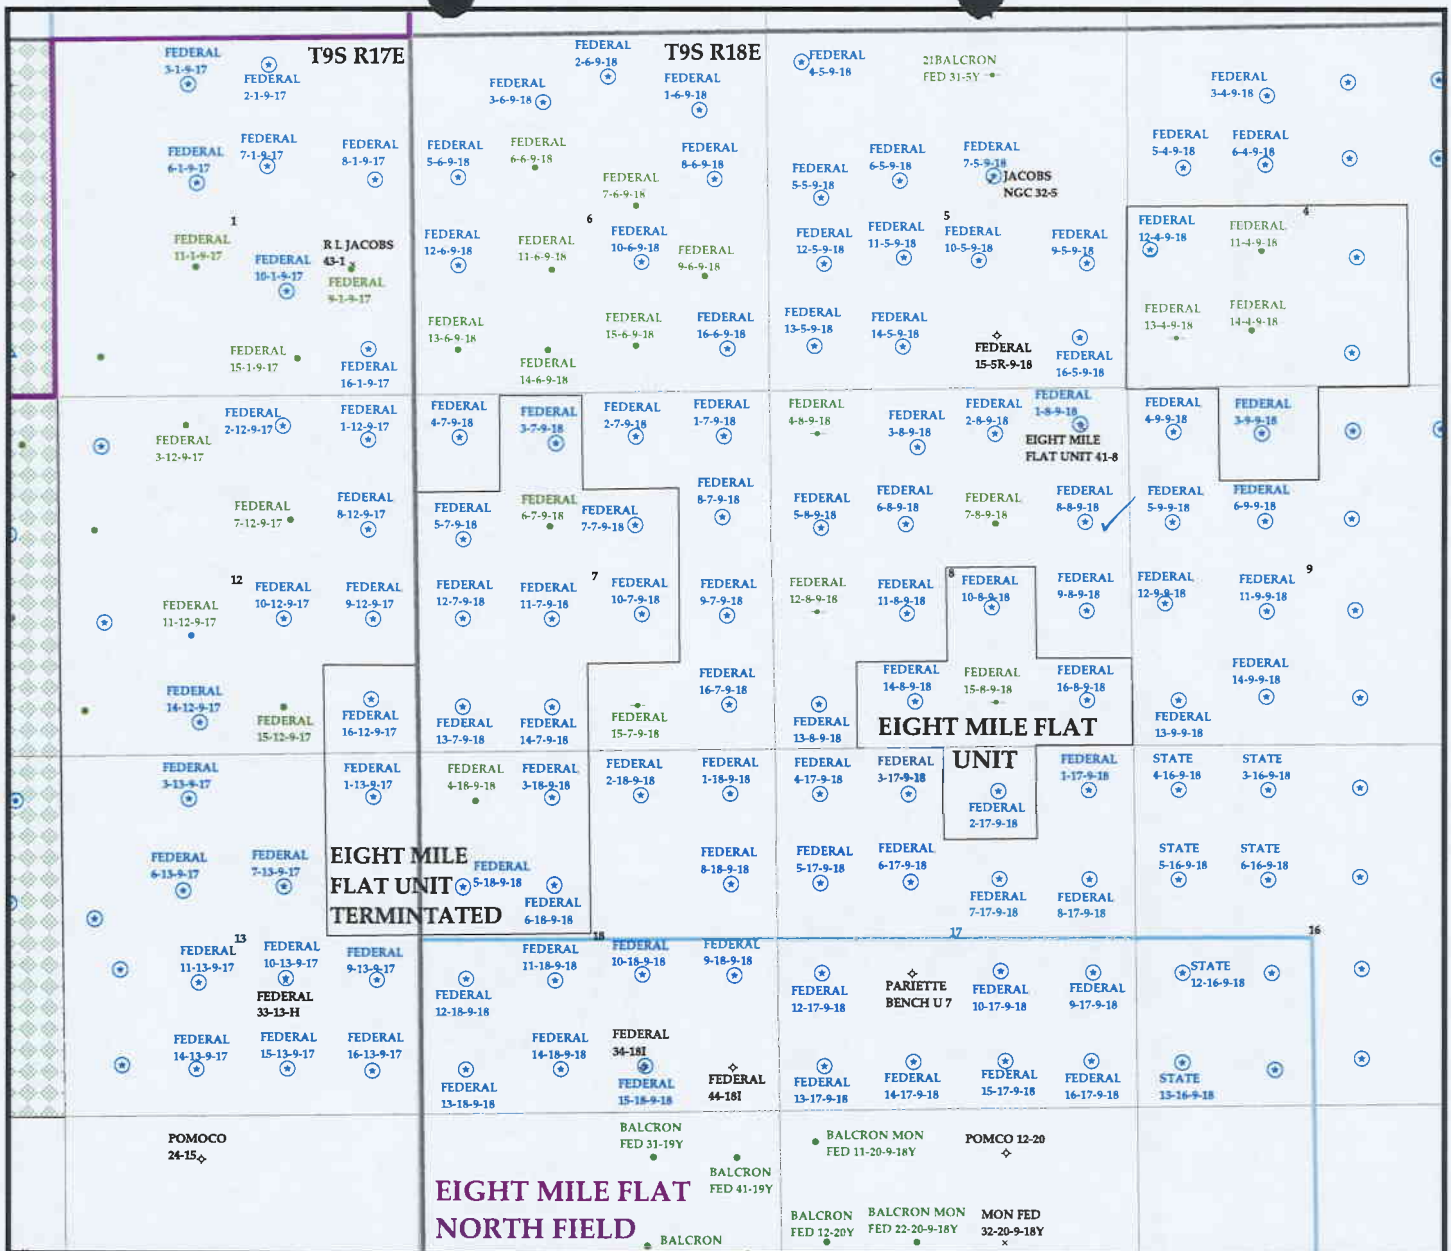 T9S R17E
T9S R18E
FEDERAL
3-1-9-17
FEDERAL
2-1-9-17
FEDERAL
2-6-9-18
FEDERAL
3-6-9-18
FEDERAL
1-6-9-18
FEDERAL
4-5-9-18
21BALCRON
FED 31-5Y
FEDERAL
3-4-9-18
FEDERAL
6-1-9-17
FEDERAL
7-1-9-17
FEDERAL
8-1-9-17
FEDERAL
5-6-9-18
FEDERAL
6-6-9-18
FEDERAL
7-6-9-18
FEDERAL
8-6-9-18
FEDERAL
5-5-9-18
FEDERAL
6-5-9-18
FEDERAL
7-5-9-18
JACOBS
NGC 32-5
FEDERAL
5-4-9-18
FEDERAL
6-4-9-18
1
6
5
4
FEDERAL
11-1-9-17
FEDERAL
10-1-9-17
R L JACOBS
43-1
FEDERAL
9-1-9-17
FEDERAL
12-6-9-18
FEDERAL
11-6-9-18
FEDERAL
10-6-9-18
FEDERAL
9-6-9-18
FEDERAL
12-5-9-18
FEDERAL
11-5-9-18
FEDERAL
10-5-9-18
FEDERAL
9-5-9-18
FEDERAL
12-4-9-18
FEDERAL
11-4-9-18
FEDERAL
15-1-9-17
FEDERAL
16-1-9-17
FEDERAL
13-6-9-18
FEDERAL
14-6-9-18
FEDERAL
15-6-9-18
FEDERAL
16-6-9-18
FEDERAL
13-5-9-18
FEDERAL
14-5-9-18
FEDERAL
15-5R-9-18
FEDERAL
16-5-9-18
FEDERAL
13-4-9-18
FEDERAL
14-4-9-18
FEDERAL
3-12-9-17
FEDERAL
2-12-9-17
FEDERAL
1-12-9-17
FEDERAL
4-7-9-18
FEDERAL
3-7-9-18
FEDERAL
2-7-9-18
FEDERAL
1-7-9-18
FEDERAL
4-8-9-18
FEDERAL
3-8-9-18
FEDERAL
2-8-9-18
FEDERAL
1-8-9-18
EIGHT MILE
FLAT UNIT 41-8
FEDERAL
4-9-9-18
FEDERAL
3-9-9-18
FEDERAL
7-12-9-17
FEDERAL
8-12-9-17
FEDERAL
5-7-9-18
FEDERAL
6-7-9-18
FEDERAL
7-7-9-18
FEDERAL
8-7-9-18
FEDERAL
5-8-9-18
FEDERAL
6-8-9-18
FEDERAL
7-8-9-18
FEDERAL
8-8-9-18
FEDERAL
5-9-9-18
FEDERAL
6-9-9-18
12
7
8
9
FEDERAL
11-12-9-17
FEDERAL
10-12-9-17
FEDERAL
9-12-9-17
FEDERAL
12-7-9-18
FEDERAL
11-7-9-18
FEDERAL
10-7-9-18
FEDERAL
9-7-9-18
FEDERAL
12-8-9-18
FEDERAL
11-8-9-18
FEDERAL
10-8-9-18
FEDERAL
9-8-9-18
FEDERAL
12-9-9-18
FEDERAL
11-9-9-18
FEDERAL
14-12-9-17
FEDERAL
15-12-9-17
FEDERAL
16-12-9-17
FEDERAL
13-7-9-18
FEDERAL
14-7-9-18
FEDERAL
15-7-9-18
FEDERAL
16-7-9-18
FEDERAL
13-8-9-18
FEDERAL
14-8-9-18
FEDERAL
15-8-9-18
FEDERAL
16-8-9-18
FEDERAL
13-9-9-18
FEDERAL
14-9-9-18
EIGHT MILE FLAT
UNIT
FEDERAL
3-13-9-17
FEDERAL
1-13-9-17
FEDERAL
4-18-9-18
FEDERAL
3-18-9-18
FEDERAL
2-18-9-18
FEDERAL
1-18-9-18
FEDERAL
4-17-9-18
FEDERAL
3-17-9-18
FEDERAL
2-17-9-18
FEDERAL
1-17-9-18
STATE
4-16-9-18
STATE
3-16-9-18
FEDERAL
6-13-9-17
FEDERAL
7-13-9-17
EIGHT MILE
FLAT UNIT
TERMINTATED
FEDERAL
5-18-9-18
FEDERAL
6-18-9-18
FEDERAL
8-18-9-18
FEDERAL
5-17-9-18
FEDERAL
6-17-9-18
FEDERAL
7-17-9-18
FEDERAL
8-17-9-18
STATE
5-16-9-18
STATE
6-16-9-18
13
18
17
16
FEDERAL
11-13-9-17
FEDERAL
10-13-9-17
FEDERAL
33-13-H
FEDERAL
9-13-9-17
FEDERAL
12-18-9-18
FEDERAL
11-18-9-18
FEDERAL
10-18-9-18
FEDERAL
9-18-9-18
FEDERAL
12-17-9-18
PARIETTE
BENCH U 7
FEDERAL
10-17-9-18
FEDERAL
9-17-9-18
STATE
12-16-9-18
FEDERAL
14-13-9-17
FEDERAL
15-13-9-17
FEDERAL
16-13-9-17
FEDERAL
13-18-9-18
FEDERAL
14-18-9-18
FEDERAL
34-18I
FEDERAL
15-18-9-18
FEDERAL
44-18I
FEDERAL
13-17-9-18
FEDERAL
14-17-9-18
FEDERAL
15-17-9-18
FEDERAL
16-17-9-18
STATE
13-16-9-18
POMOCO
24-15
BALCRON
FED 31-19Y
BALCRON
FED 41-19Y
BALCRON MON
FED 11-20-9-18Y
POMCO 12-20
EIGHT MILE FLAT
NORTH FIELD
BALCRON
BALCRON
FED 12-20Y
BALCRON MON
FED 22-20-9-18Y
MON FED
32-20-9-18Y